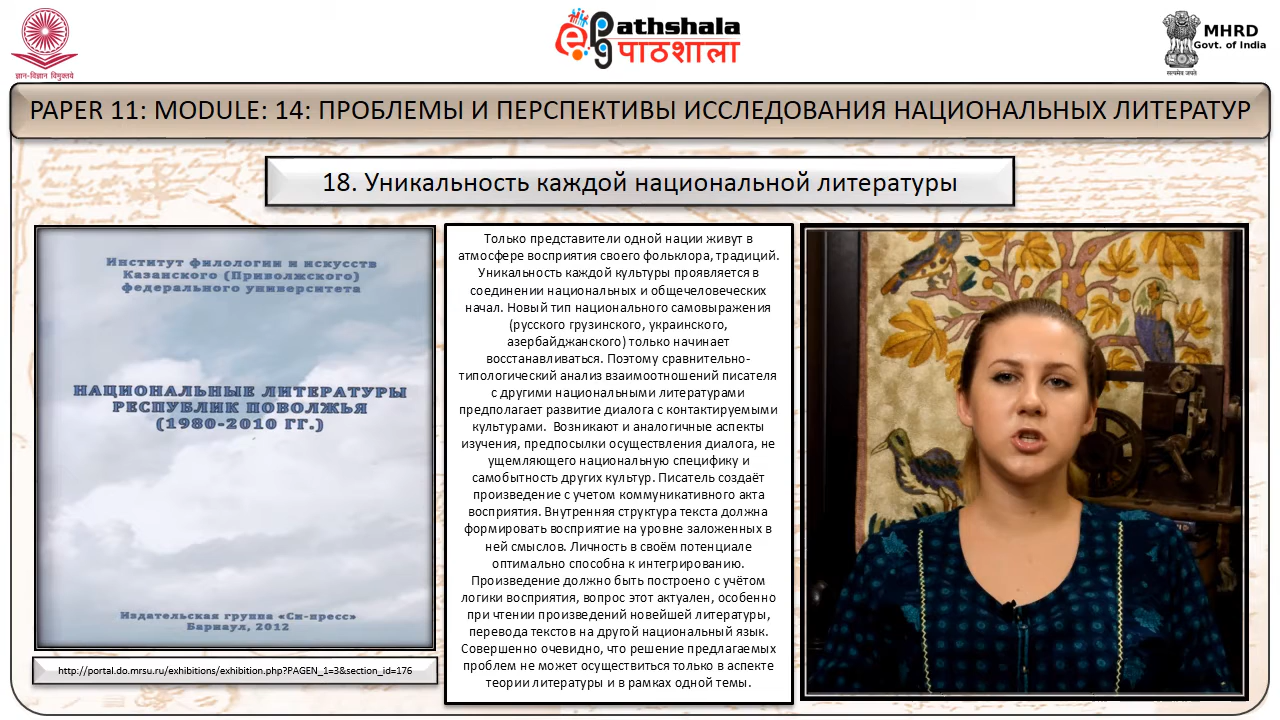 ज्ञान-विज्ञान विमुक्तये
ePathshala
पाठशाला
MHRD
Govt. of India
सत्यमेव जयते
PAPER 11: MODULE: 14: ПРОБЛЕМЫ И ПЕРСПЕКТИВЫ ИССЛЕДОВАНИЯ НАЦИОНАЛЬНЫХ ЛИТЕРАТУР
18. Уникальность каждой национальной литературы
Институт филологии и искусств
Казанского (Приволжского)
федерального университета
НАЦИОНАЛЬНЫЕ ЛИТЕРАТУРЫ
РЕСПУБЛИК ПОВОЛЖЬЯ
(1980-2010 ГГ.)
Издательская группа «Си-пресс»
Барнаул, 2012
http://portal.do.mrsu.ru/exhibitions/exhibition.php?PAGEN_1=3&section_id=176
Только представители одной нации живут в
атмосфере восприятия своего фольклора, традиций.
Уникальность каждой культуры проявляется в
соединении национальных и общечеловеческих
начал. Новый тип национального самовыражения
(русского грузинского, украинского,
азербайджанского) только начинает
восстанавливаться. Поэтому сравнительно-
типологический анализ взаимоотношений писателя
с другими национальными литературами
предполагает развитие диалога с контактируемыми
культурами. Возникают и аналогичные аспекты
изучения, предпосылки осуществления диалога, не
ущемляющего национальную специфику и
самобытность других культур. Писатель создаёт
произведение с учетом коммуникативного акта
восприятия. Внутренняя структура текста должна
формировать восприятие на уровне заложенных в
ней смыслов. Личность в своём потенциале
оптимально способна к интегрированию.
Произведение должно быть построено с учётом
логики восприятия, вопрос этот актуален, особенно
при чтении произведений новейшей литературы,
перевода текстов на другой национальный язык.
Совершенно очевидно, что решение предлагаемых
проблем не может осуществиться только в аспекте
теории литературы и в рамках одной темы.